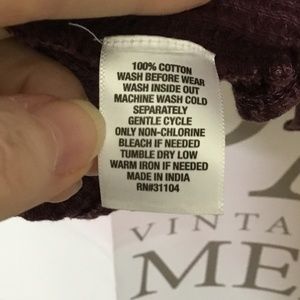 100% COTTON
WASH BEFORE WEAR
WASH INSIDE OUT
MACHINE WASH COLD
SEPARATELY
GENTLE CYCLE
ONLY NON-CHLORINE
BLEACH IF NEEDED
TUMBLE DRY LOW
WARM IRON IF NEEDED
MADE IN INDIA
RN#31104
VINTA
ME